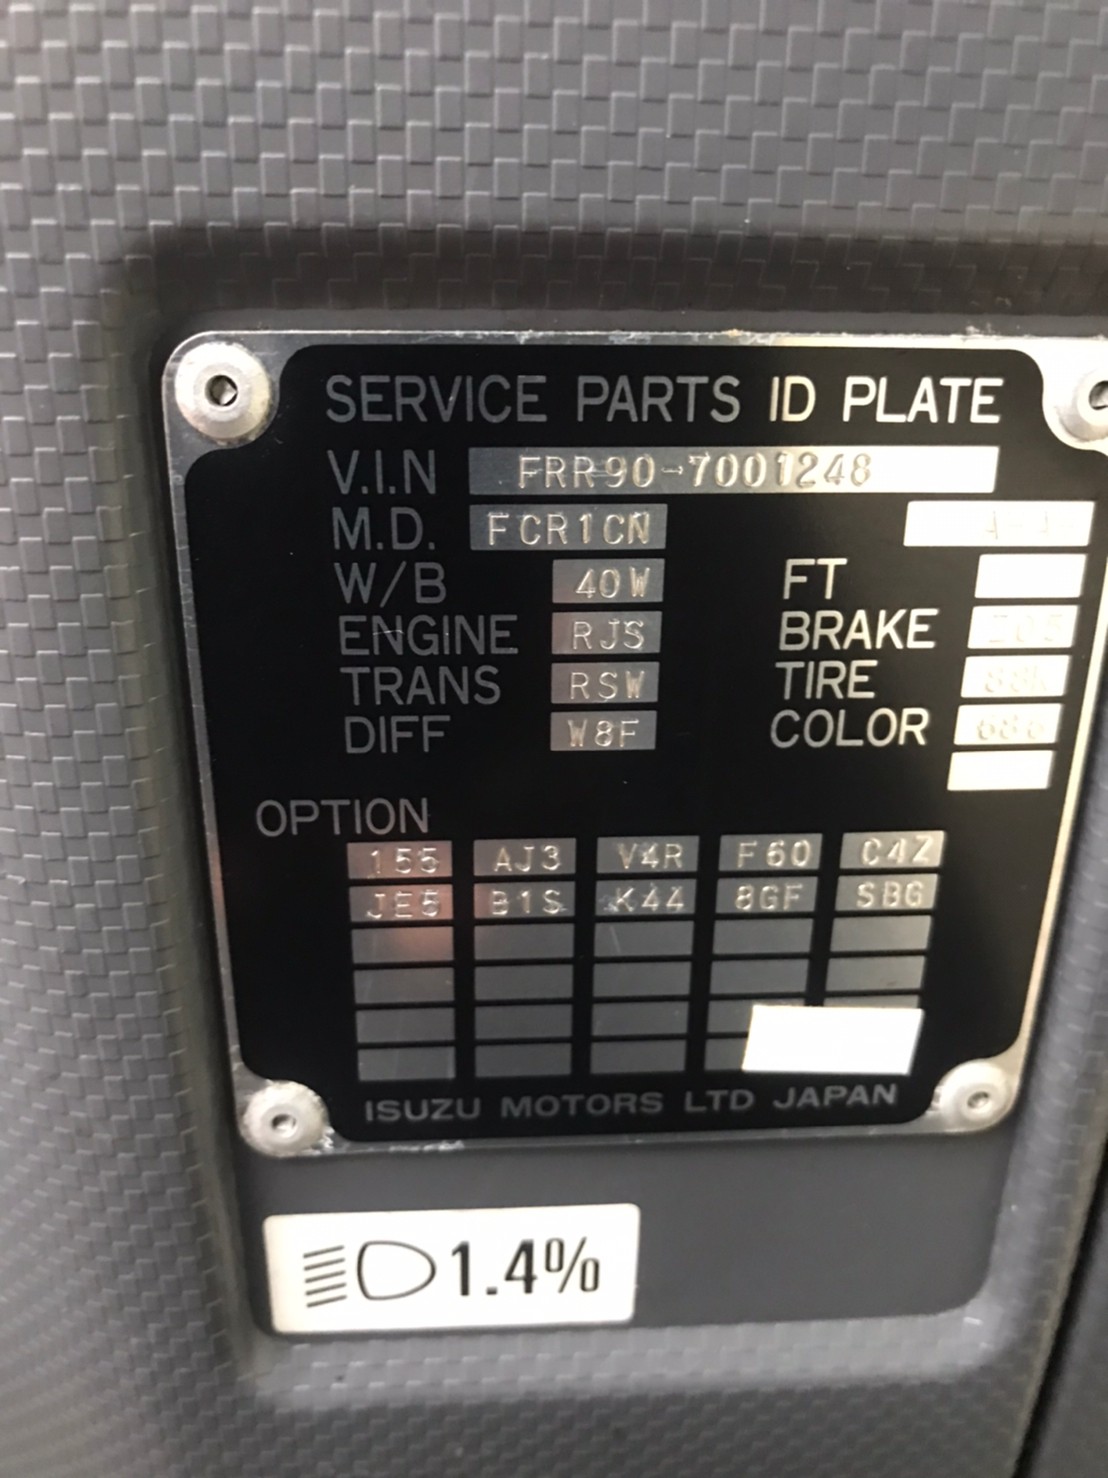 SERVICE PARTS ID PLATE
V.I.N FRR90-7001248
M.D. FCR1CN
W/B 40W FT
ENGINE RJS BRAKE
TRANS RSW TIRE
DIFF W8F COLOR
OPTION
155 AJ3 V4R F60 C4Z
JE5 B1S K44 8GF SBG
ISUZU MOTORS LTD JAPAN
1.4%